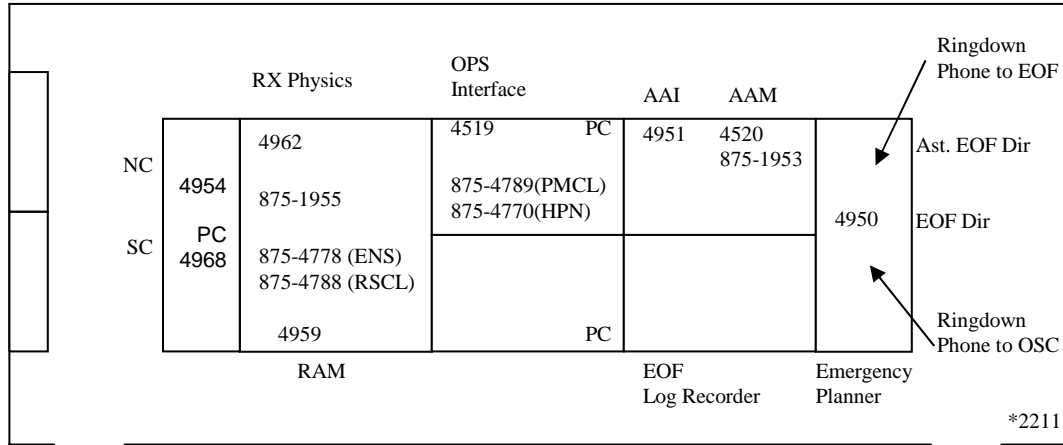 Ringdown
Phone to EOF
RX Physics
OPS
Interface
AAI
AAM
NC
SC
4954
PC
4968
4962
875-1955
875-4778 (ENS)
875-4788 (RSCL)
4959
4519
PC
875-4789(PMCL)
875-4770(HPN)
PC
4951
4520
875-1953
4950
Ast. EOF Dir
EOF Dir
Ringdown
Phone to OSC
RAM
EOF
Log Recorder
Emergency
Planner
*2211